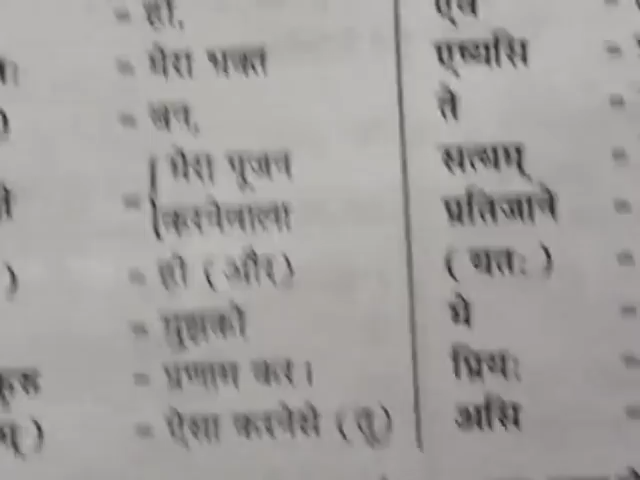 = हो,
= मेरा भक्त
= बन,
= { मेरा पूजन
करनेवाला
= हो (और)
= मुझको
= प्रणाम कर।
= ऐसा करनेसे (तू)
एव
एष्यसि =
ते =
सत्यम् =
प्रतिजाने =
(यतः) =
मे =
प्रियः =
असि =